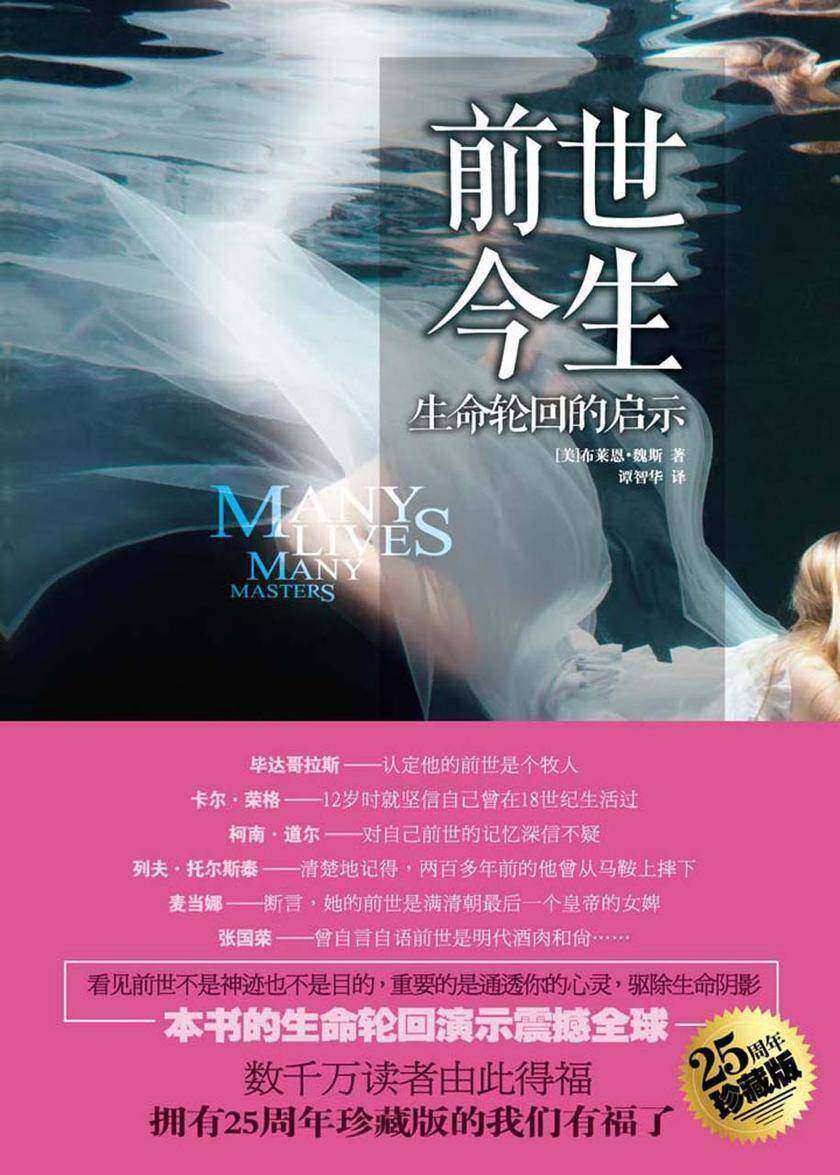 前世
今生
生命轮回的启示
[美]布莱恩·魏斯 著
谭智华 译
MANY
LIVES
MANY
MASTERS
毕达哥拉斯——认定他的前世是个牧人
卡尔·荣格——12岁时就坚信自己曾在18世纪生活过
柯南·道尔——对自己前世的记忆深信不疑
列夫·托尔斯泰——清楚地记得,两百多年前的他曾从马鞍上摔下
麦当娜——断言,她的前世是满清朝最后一个皇帝的女婢
张国荣——曾自言自语前世是明代酒肉和尚……
看见前世不是神迹也不是目的,重要的是通透你的心灵,驱除生命阴影
本书的生命轮回演示震撼全球
数千万读者由此得福
拥有25周年珍藏版的我们有福了
25周年
珍藏版